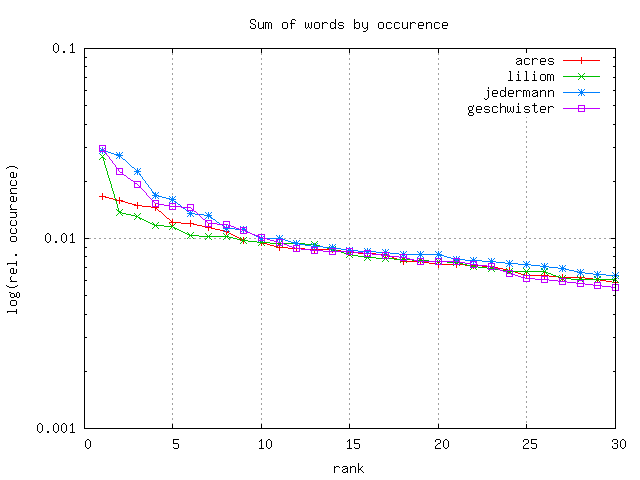 Sum of words by occurence
0.1
acres
liliom
jedermann
geschwister
log(rel. occurence)
0.01
0.001
0 5 10 15 20 25 30
rank